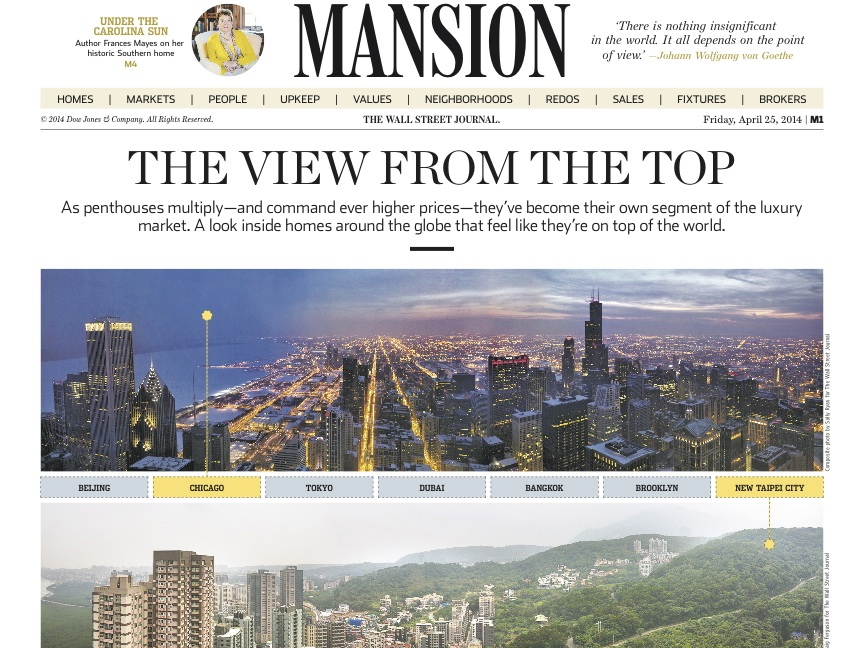 UNDER THE
CAROLINA SUN
Author Frances Mayes on her
historic Southern home
M4
MANSION
‘There is nothing insignificant
in the world. It all depends on the point
of view.’ —Johann Wolfgang von Goethe
HOMES | MARKETS | PEOPLE | UPKEEP | VALUES | NEIGHBORHOODS | REDOS | SALES | FIXTURES | BROKERS
© 2014 Dow Jones & Company. All Rights Reserved.
THE WALL STREET JOURNAL.
Friday, April 25, 2014 | M1
THE VIEW FROM THE TOP
As penthouses multiply—and command ever higher prices—they’ve become their own segment of the luxury
market. A look inside homes around the globe that feel like they’re on top of the world.
Composite photo by Sally Ryan for The Wall Street Journal
BEIJING
CHICAGO
TOKYO
DUBAI
BANGKOK
BROOKLYN
NEW TAIPEI CITY
Ferguson for The Wall Street Journal